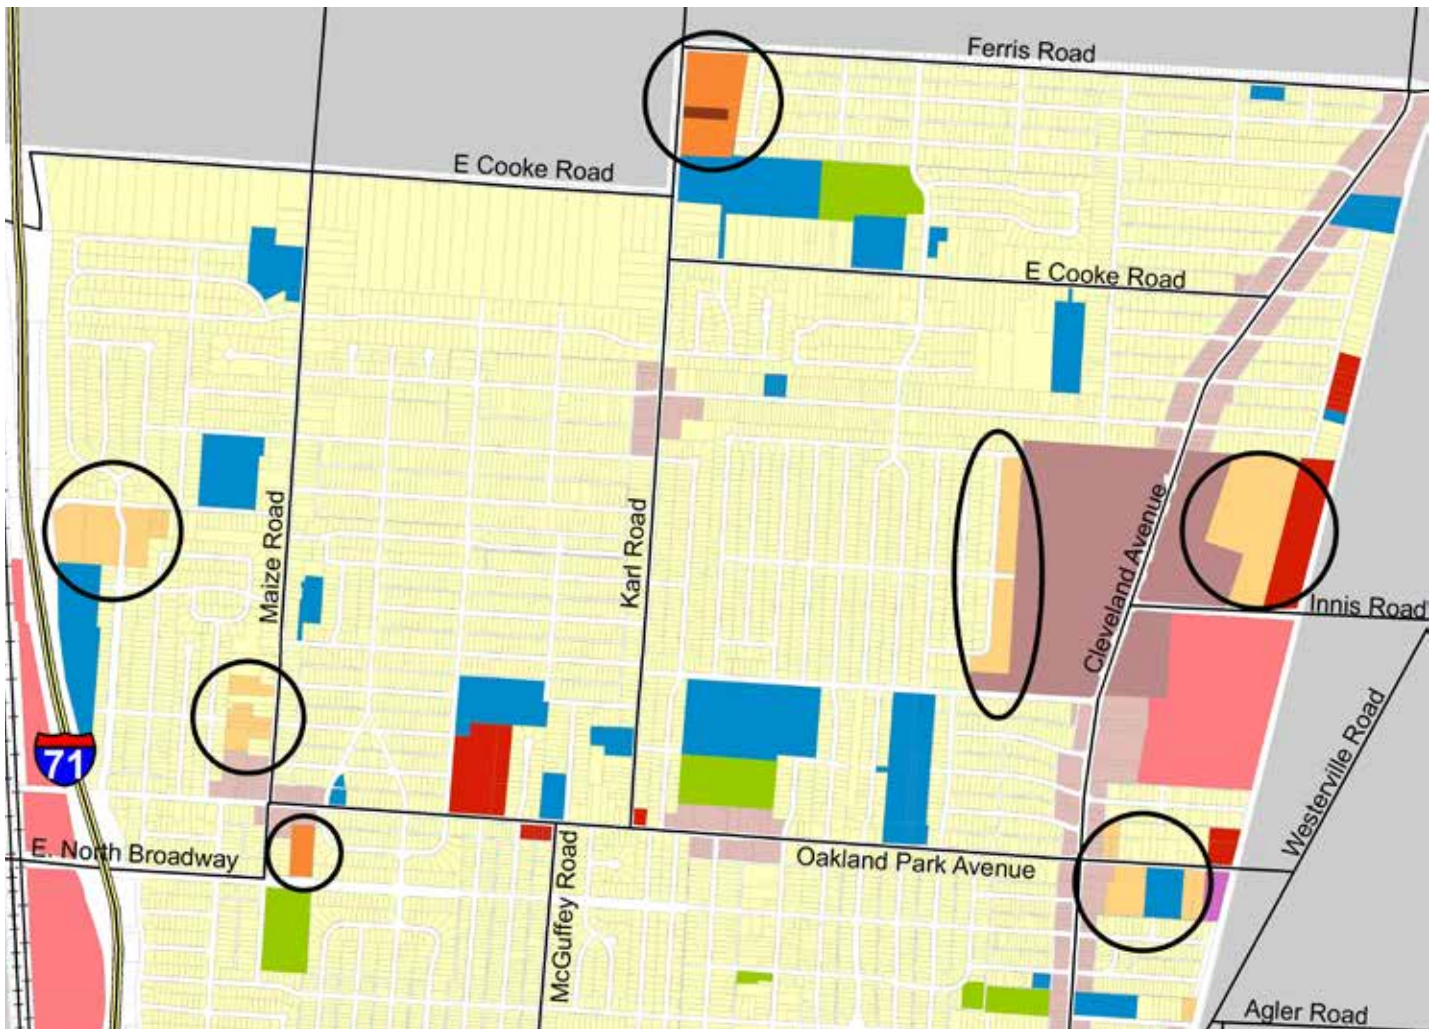 Ferris Road
E Cooke Road
E Cooke Road
Maize Road
Karl Road
Cleveland Avenue
Innis Road
Westerville Road
71
E. North Broadway
McGuffey Road
Oakland Park Avenue
Agler Road